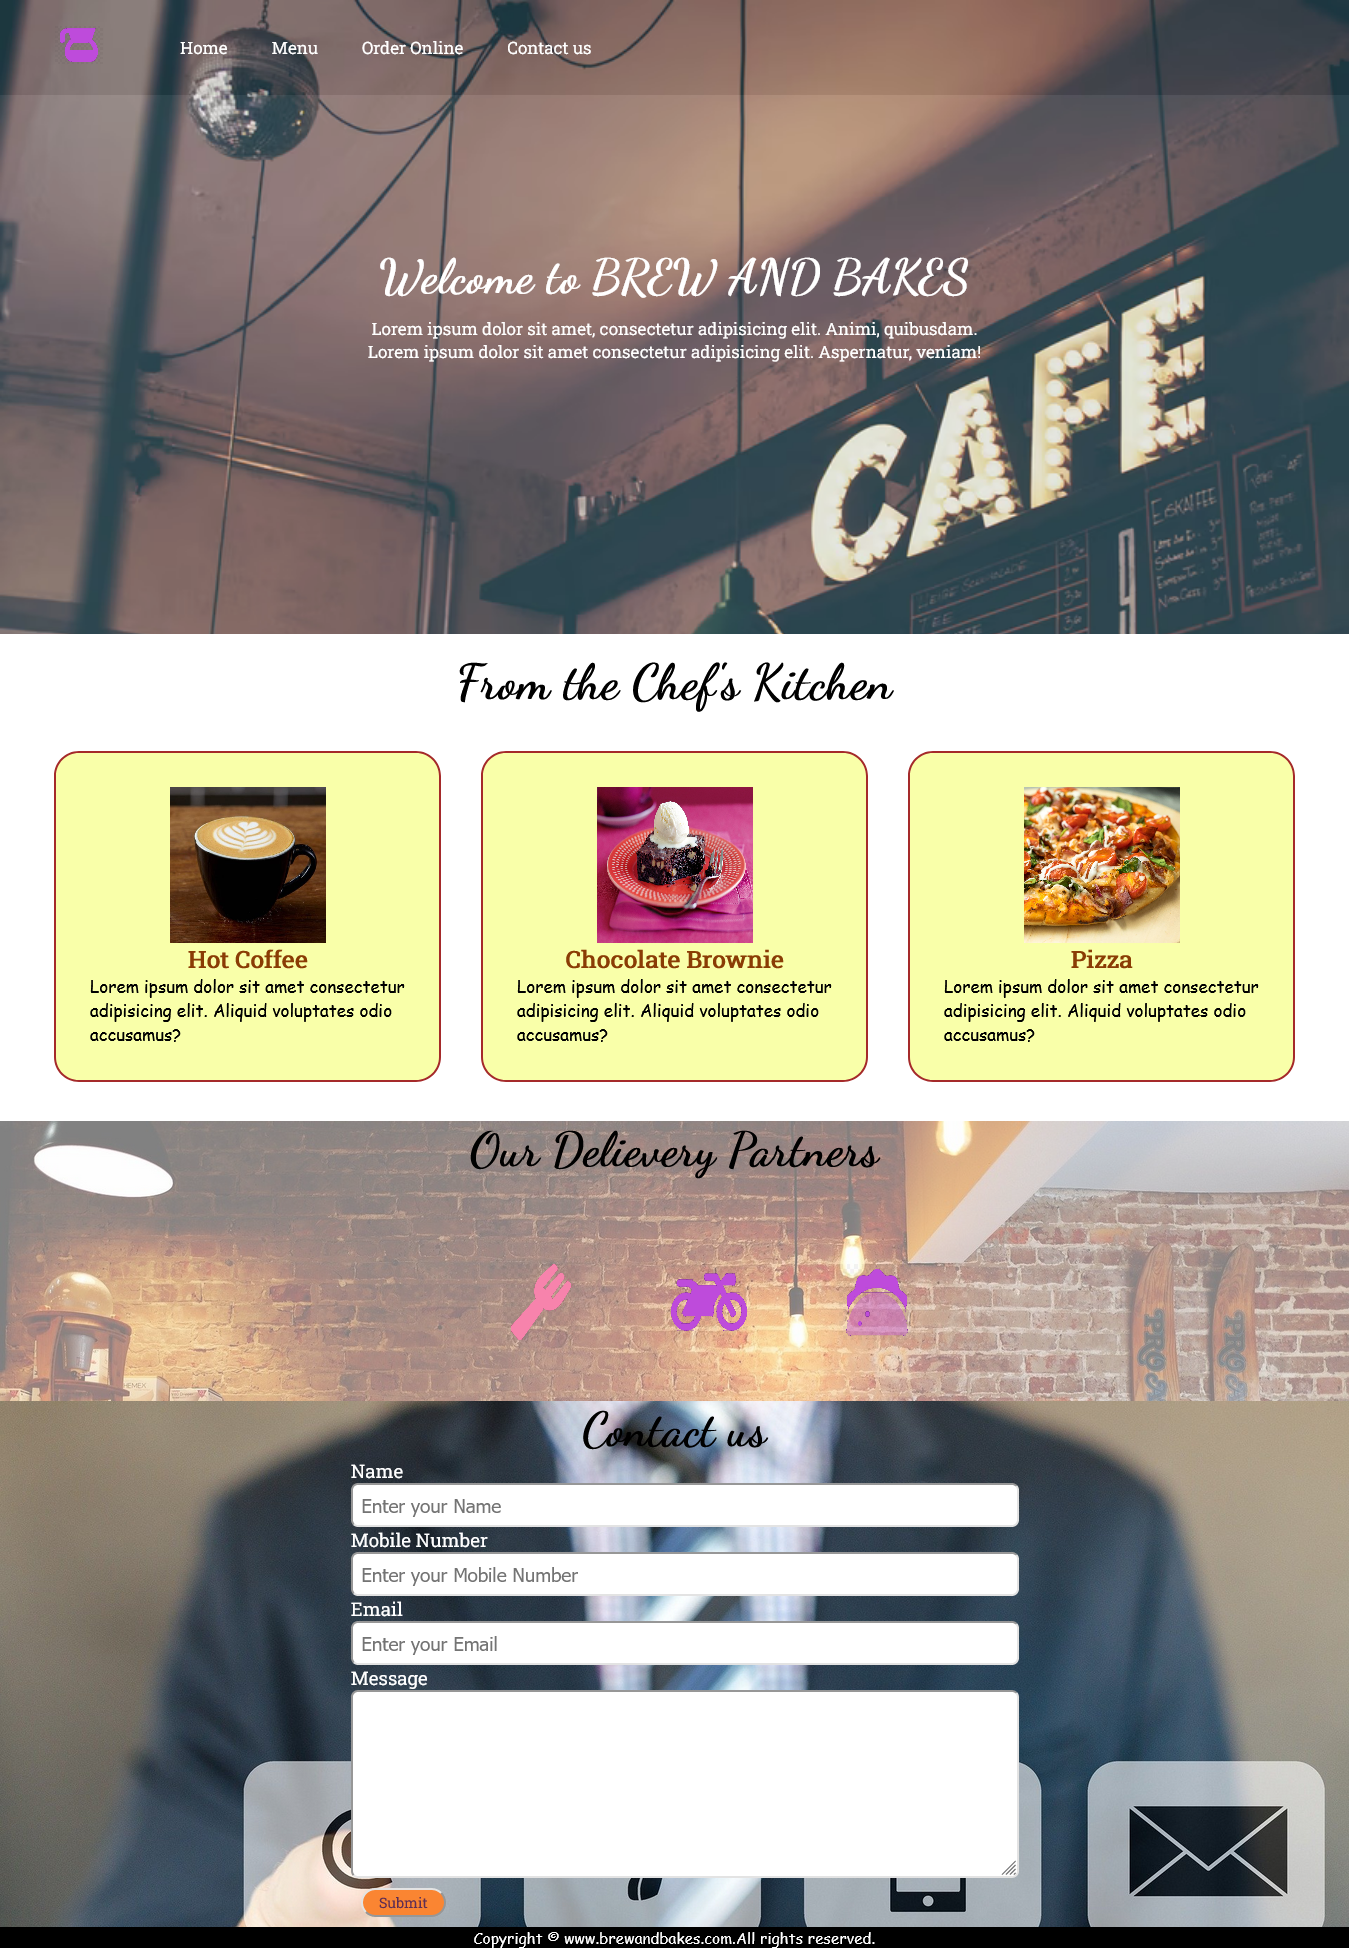 Home Menu Order Online Contact us
Welcome to BREW AND BAKES
Lorem ipsum dolor sit amet, consectetur adipisicing elit. Animi, quibusdam.
Lorem ipsum dolor sit amet consectetur adipisicing elit. Aspernatur, veniam!
CAFE
EISKAFFEE
TEE
From the Chef's Kitchen
Hot Coffee
Lorem ipsum dolor sit amet consectetur
adipisicing elit. Aliquid voluptates odio
accusamus?
Chocolate Brownie
Lorem ipsum dolor sit amet consectetur
adipisicing elit. Aliquid voluptates odio
accusamus?
Pizza
Lorem ipsum dolor sit amet consectetur
adipisicing elit. Aliquid voluptates odio
accusamus?
Our Delievery Partners
Contact us
Name
Enter your Name
Mobile Number
Enter your Mobile Number
Email
Enter your Email
Message
Submit
Copyright © www.brewandbakes.com.All rights reserved.